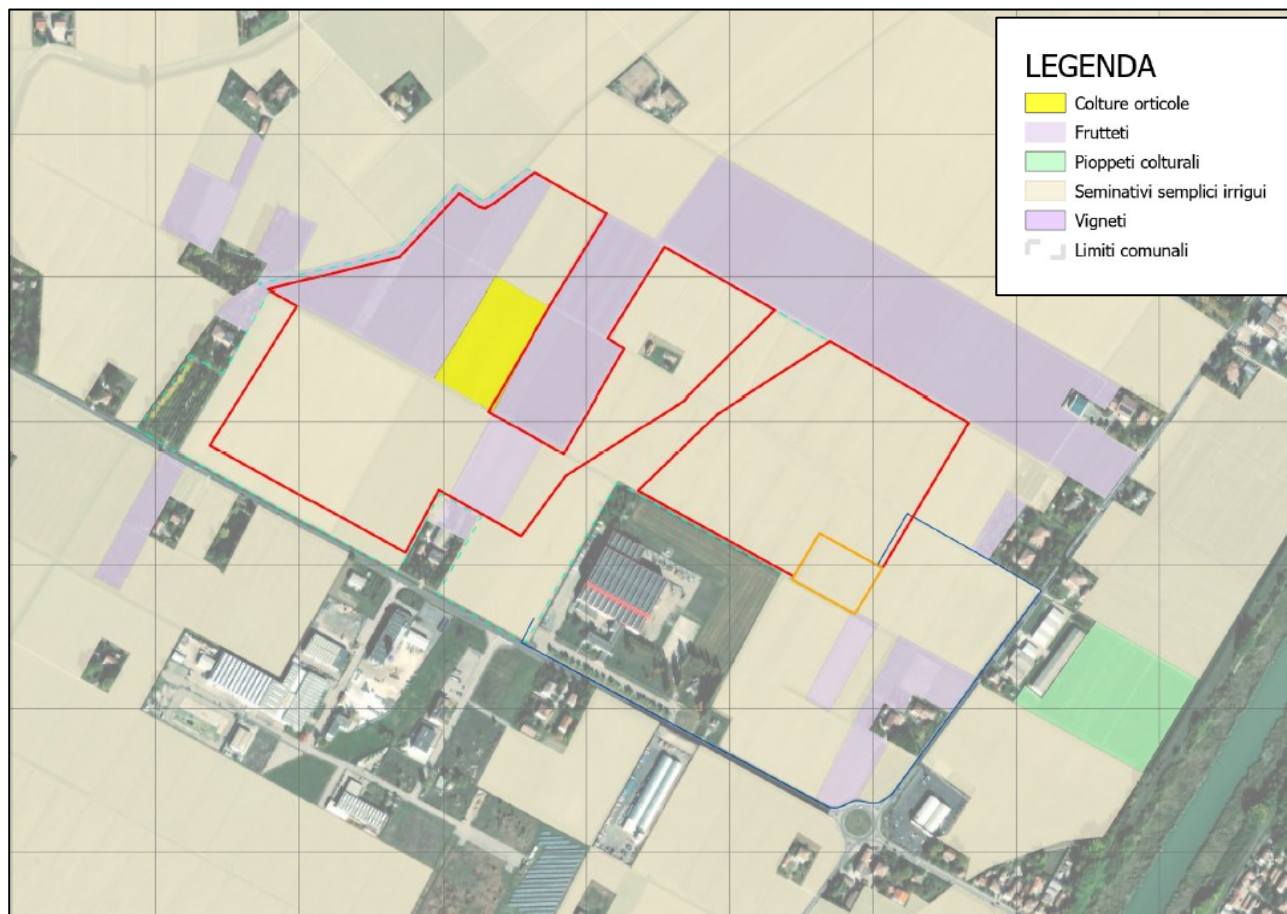 LEGENDA
Colture orticole
Frutteti
Pioppeti colturali
Seminativi semplici irrigui
Vigneti
Limiti comunali